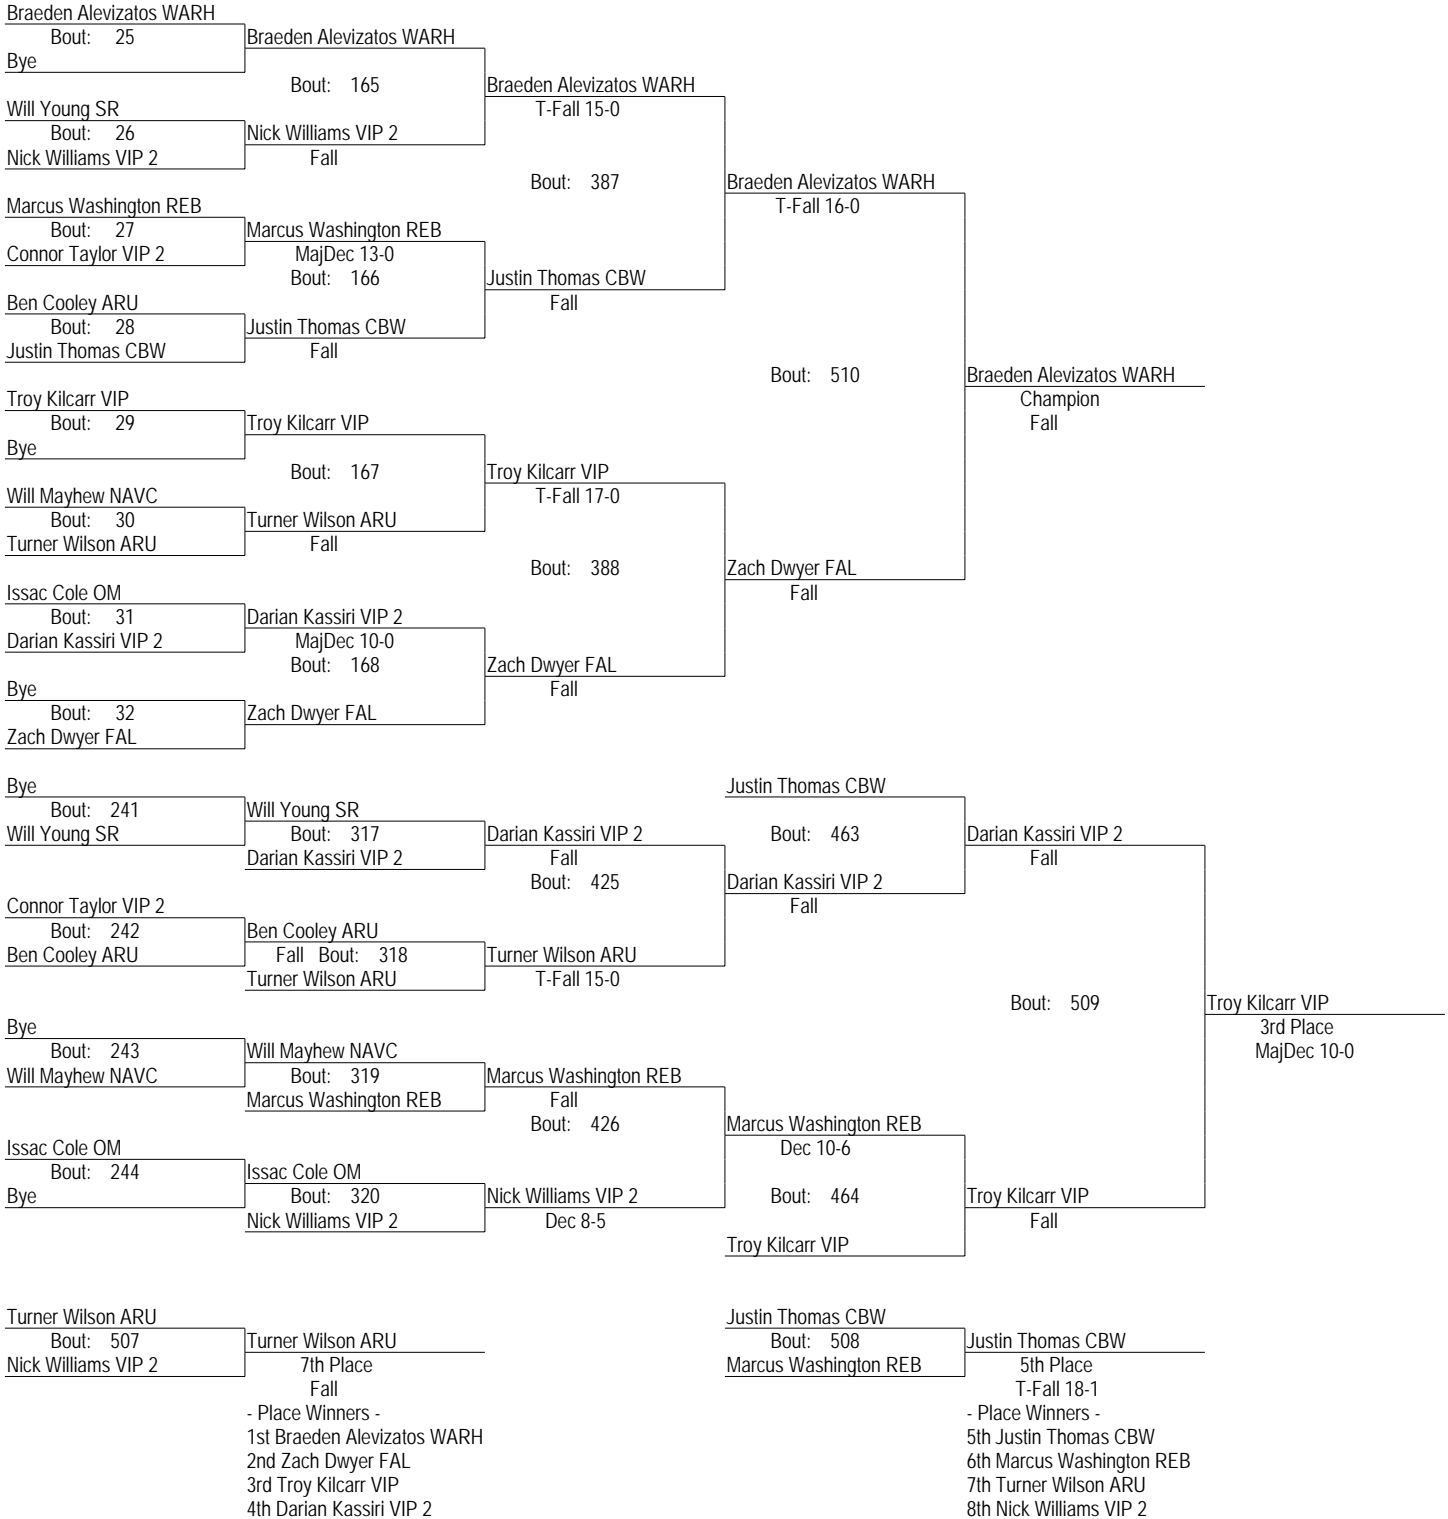 Braeden Alevizatos WARH
Bout: 25
Braeden Alevizatos WARH
Bye
Bout: 165
Braeden Alevizatos WARH
T-Fall 15-0
Will Young SR
Bout: 26
Nick Williams VIP 2
Nick Williams VIP 2
Fall
Bout: 387
Braeden Alevizatos WARH
T-Fall 16-0
Marcus Washington REB
Bout: 27
Marcus Washington REB
Connor Taylor VIP 2
MajDec 13-0
Bout: 166
Justin Thomas CBW
Fall
Ben Cooley ARU
Bout: 28
Justin Thomas CBW
Justin Thomas CBW
Fall
Bout: 510
Braeden Alevizatos WARH
Champion
Fall
Troy Kilcarr VIP
Bout: 29
Troy Kilcarr VIP
Bye
Bout: 167
Troy Kilcarr VIP
T-Fall 17-0
Will Mayhew NAVC
Bout: 30
Turner Wilson ARU
Turner Wilson ARU
Fall
Bout: 388
Zach Dwyer FAL
Fall
Issac Cole OM
Bout: 31
Darian Kassiri VIP 2
Darian Kassiri VIP 2
MajDec 10-0
Bout: 168
Zach Dwyer FAL
Fall
Bye
Bout: 32
Zach Dwyer FAL
Zach Dwyer FAL
Bye
Bout: 241
Will Young SR
Will Young SR
Bout: 317
Darian Kassiri VIP 2
Darian Kassiri VIP 2
Fall
Bout: 425
Justin Thomas CBW
Bout: 463
Darian Kassiri VIP 2
Fall
Darian Kassiri VIP 2
Fall
Connor Taylor VIP 2
Bout: 242
Ben Cooley ARU
Ben Cooley ARU
Fall Bout: 318
Turner Wilson ARU
Turner Wilson ARU
T-Fall 15-0
Bout: 509
Troy Kilcarr VIP
3rd Place
MajDec 10-0
Bye
Bout: 243
Will Mayhew NAVC
Will Mayhew NAVC
Bout: 319
Marcus Washington REB
Marcus Washington REB
Fall
Bout: 426
Marcus Washington REB
Dec 10-6
Issac Cole OM
Bout: 244
Issac Cole OM
Bye
Bout: 320
Nick Williams VIP 2
Nick Williams VIP 2
Dec 8-5
Bout: 464
Troy Kilcarr VIP
Fall
Troy Kilcarr VIP
Turner Wilson ARU
Bout: 507
Turner Wilson ARU
Nick Williams VIP 2
7th Place
Fall
- Place Winners -
1st Braeden Alevizatos WARH
2nd Zach Dwyer FAL
3rd Troy Kilcarr VIP
4th Darian Kassiri VIP 2
Justin Thomas CBW
Bout: 508
Justin Thomas CBW
Marcus Washington REB
5th Place
T-Fall 18-1
- Place Winners -
5th Justin Thomas CBW
6th Marcus Washington REB
7th Turner Wilson ARU
8th Nick Williams VIP 2